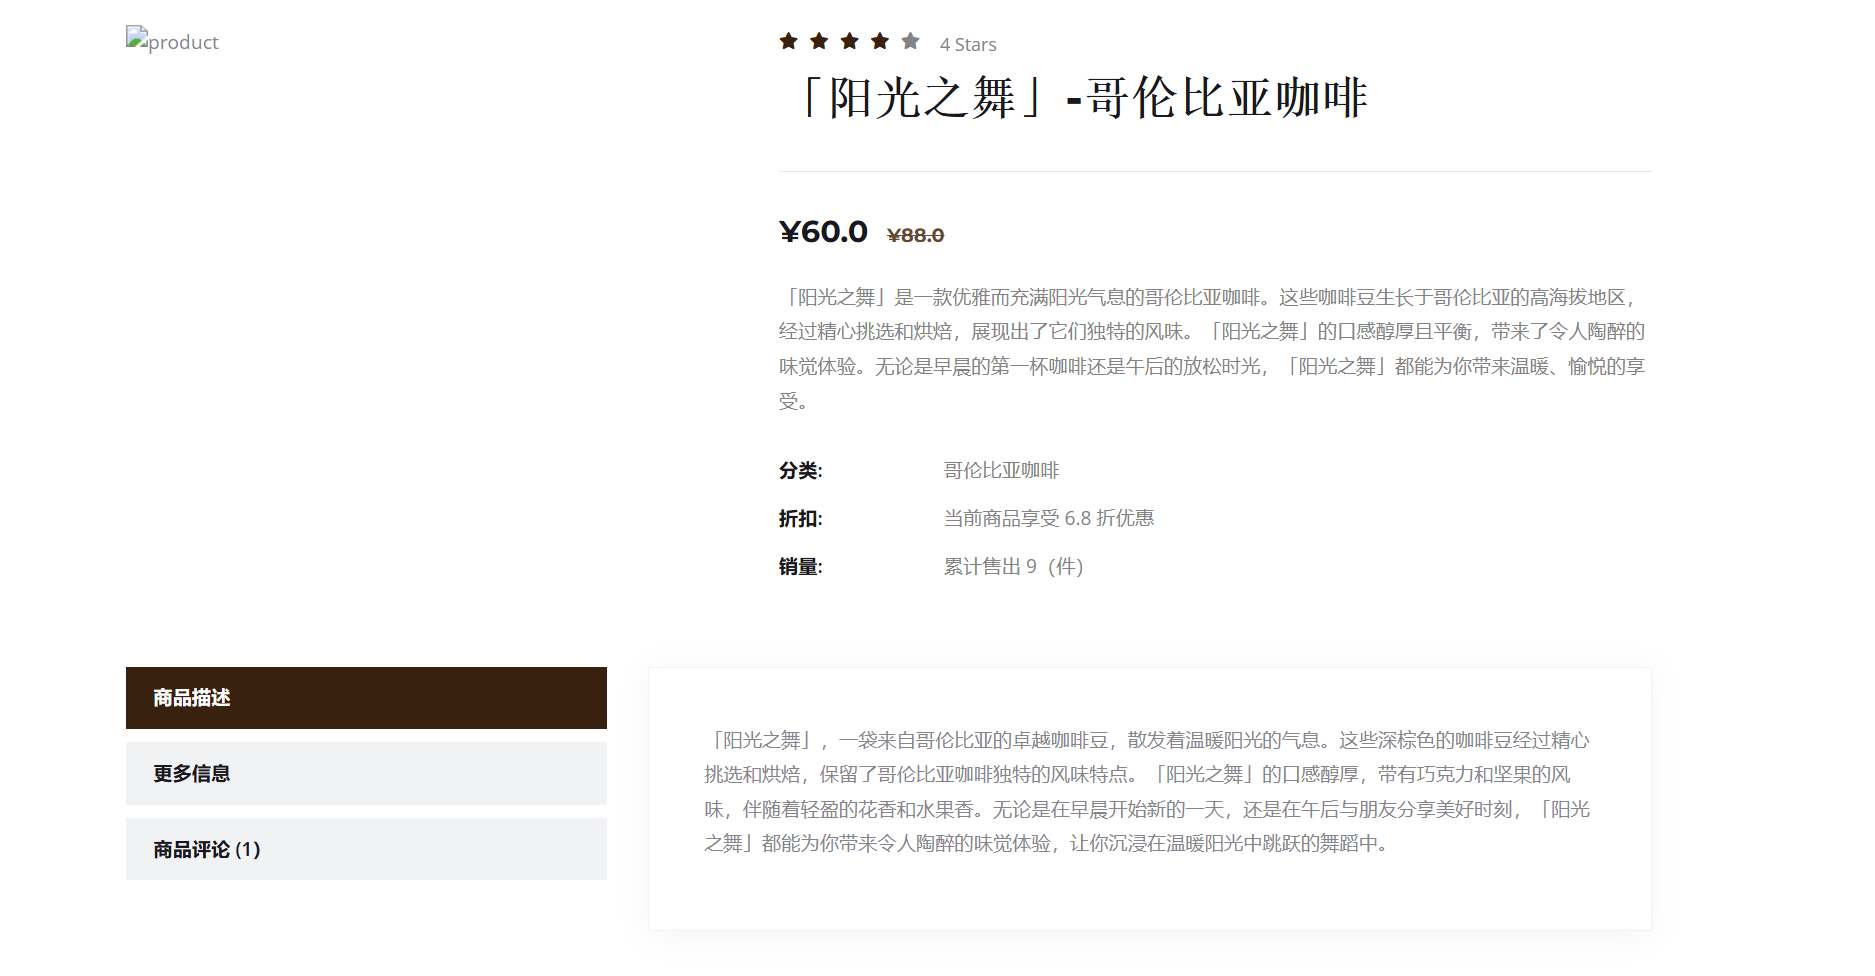 product
4 Stars
「阳光之舞」-哥伦比亚咖啡
¥60.0 ¥88.0
「阳光之舞」是一款优雅而充满阳光气息的哥伦比亚咖啡。这些咖啡豆生长于哥伦比亚的高海拔地区，
经过精心挑选和烘焙，展现出了它们独特的风味。「阳光之舞」的口感醇厚且平衡，带来了令人陶醉的
味觉体验。无论是早晨的第一杯咖啡还是午后的放松时光，「阳光之舞」都能为你带来温暖、愉悦的享
受。
分类: 哥伦比亚咖啡
折扣: 当前商品享受 6.8 折优惠
销量: 累计售出 9（件）
商品描述
更多信息
商品评论 (1)
「阳光之舞」，一袋来自哥伦比亚的卓越咖啡豆，散发着温暖阳光的气息。这些深棕色的咖啡豆经过精心
挑选和烘焙，保留了哥伦比亚咖啡独特的风味特点。「阳光之舞」的口感醇厚，带有巧克力和坚果的风
味，伴随着轻盈的花香和水果香。无论是在早晨开始新的一天，还是在午后与朋友分享美好时刻，「阳光
之舞」都能为你带来令人陶醉的味觉体验，让你沉浸在温暖阳光中跳跃的舞蹈中。